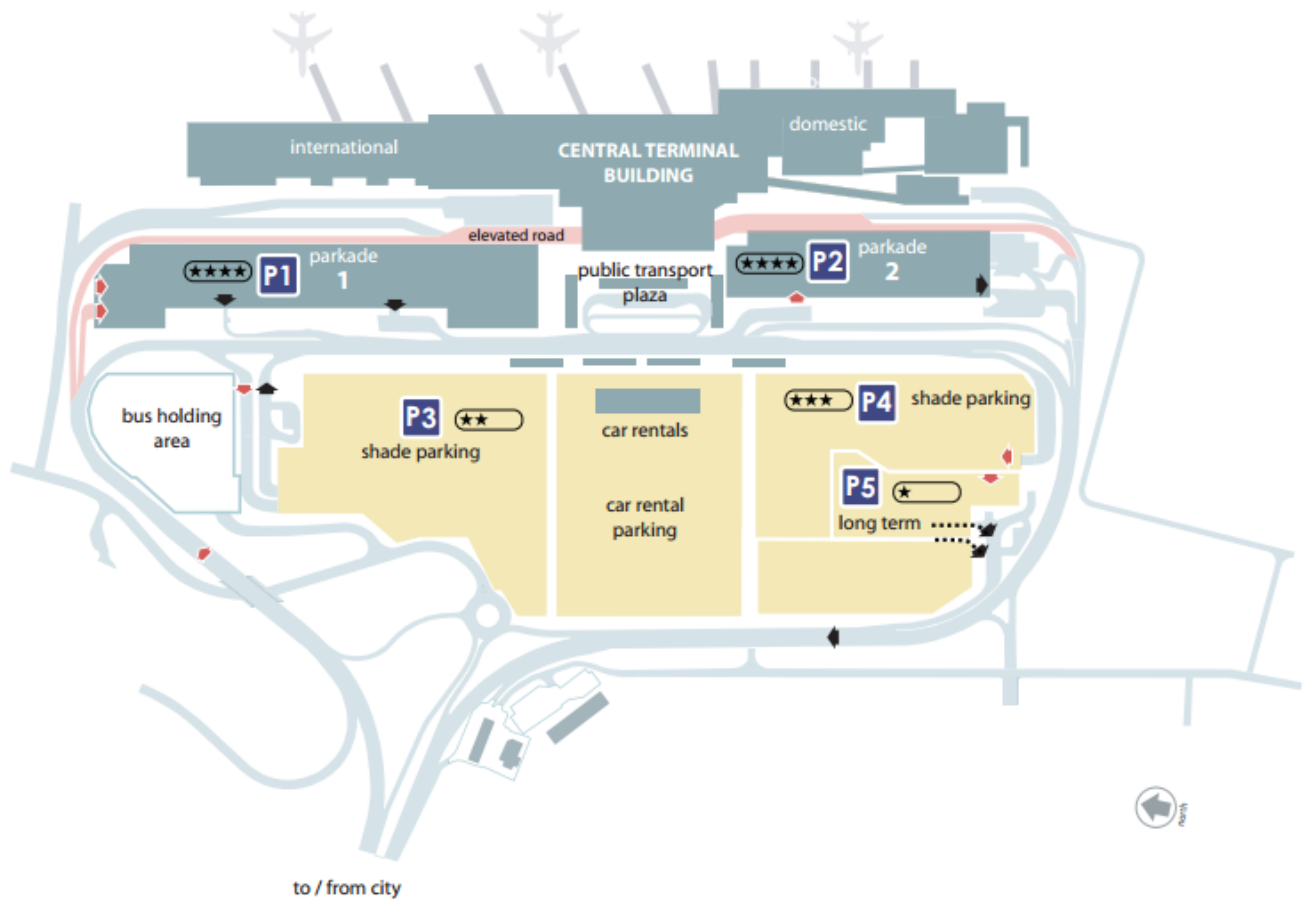 international
CENTRAL TERMINAL
BUILDING
domestic
elevated road
P1
parkade
1
public transport
plaza
P2
parkade
2
bus holding
area
P3
shade parking
car rentals
car rental
parking
P4
shade parking
P5
long term
north
to / from city